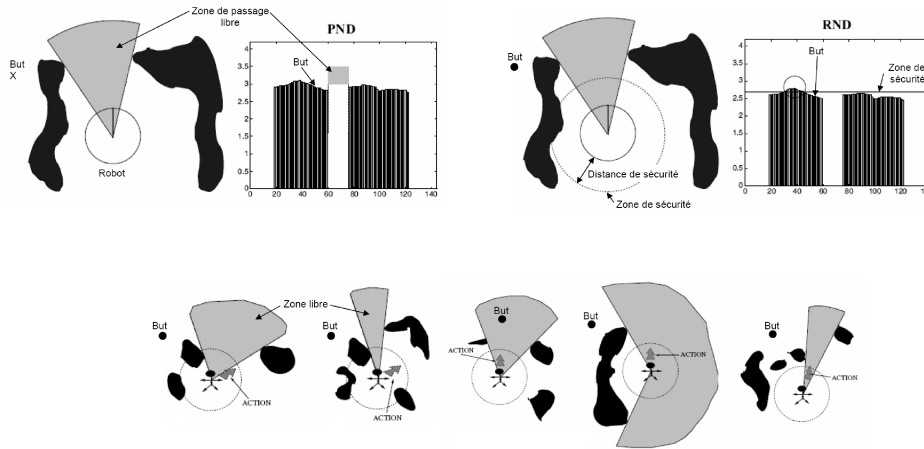 Zone de passage
libre
PND
But
X
But
4
3.5
3
2.5
2
1.5
1
0.5
0
0 20 40 60 80 100 120 140
Robot
RND
But
But
Zone de
sécurité
4
3.5
3
2.5
2
1.5
1
0.5
0
0 20 40 60 80 100 120
Distance de sécurité
Zone de sécurité
Zone libre
But
ACTION
But
ACTION
But
ACTION
But
ACTION
But
ACTION